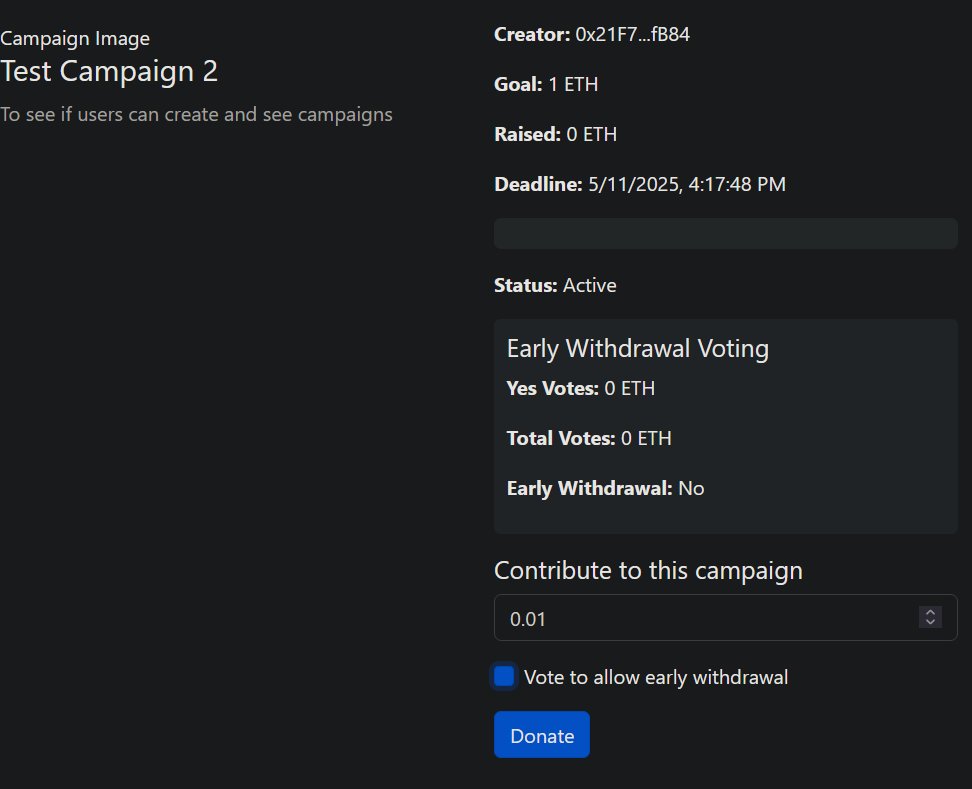 Campaign Image
Test Campaign 2
To see if users can create and see campaigns
Creator: 0x21F7...fB84
Goal: 1 ETH
Raised: 0 ETH
Deadline: 5/11/2025, 4:17:48 PM
Status: Active
Early Withdrawal Voting
Yes Votes: 0 ETH
Total Votes: 0 ETH
Early Withdrawal: No
Contribute to this campaign
0.01
Vote to allow early withdrawal
Donate